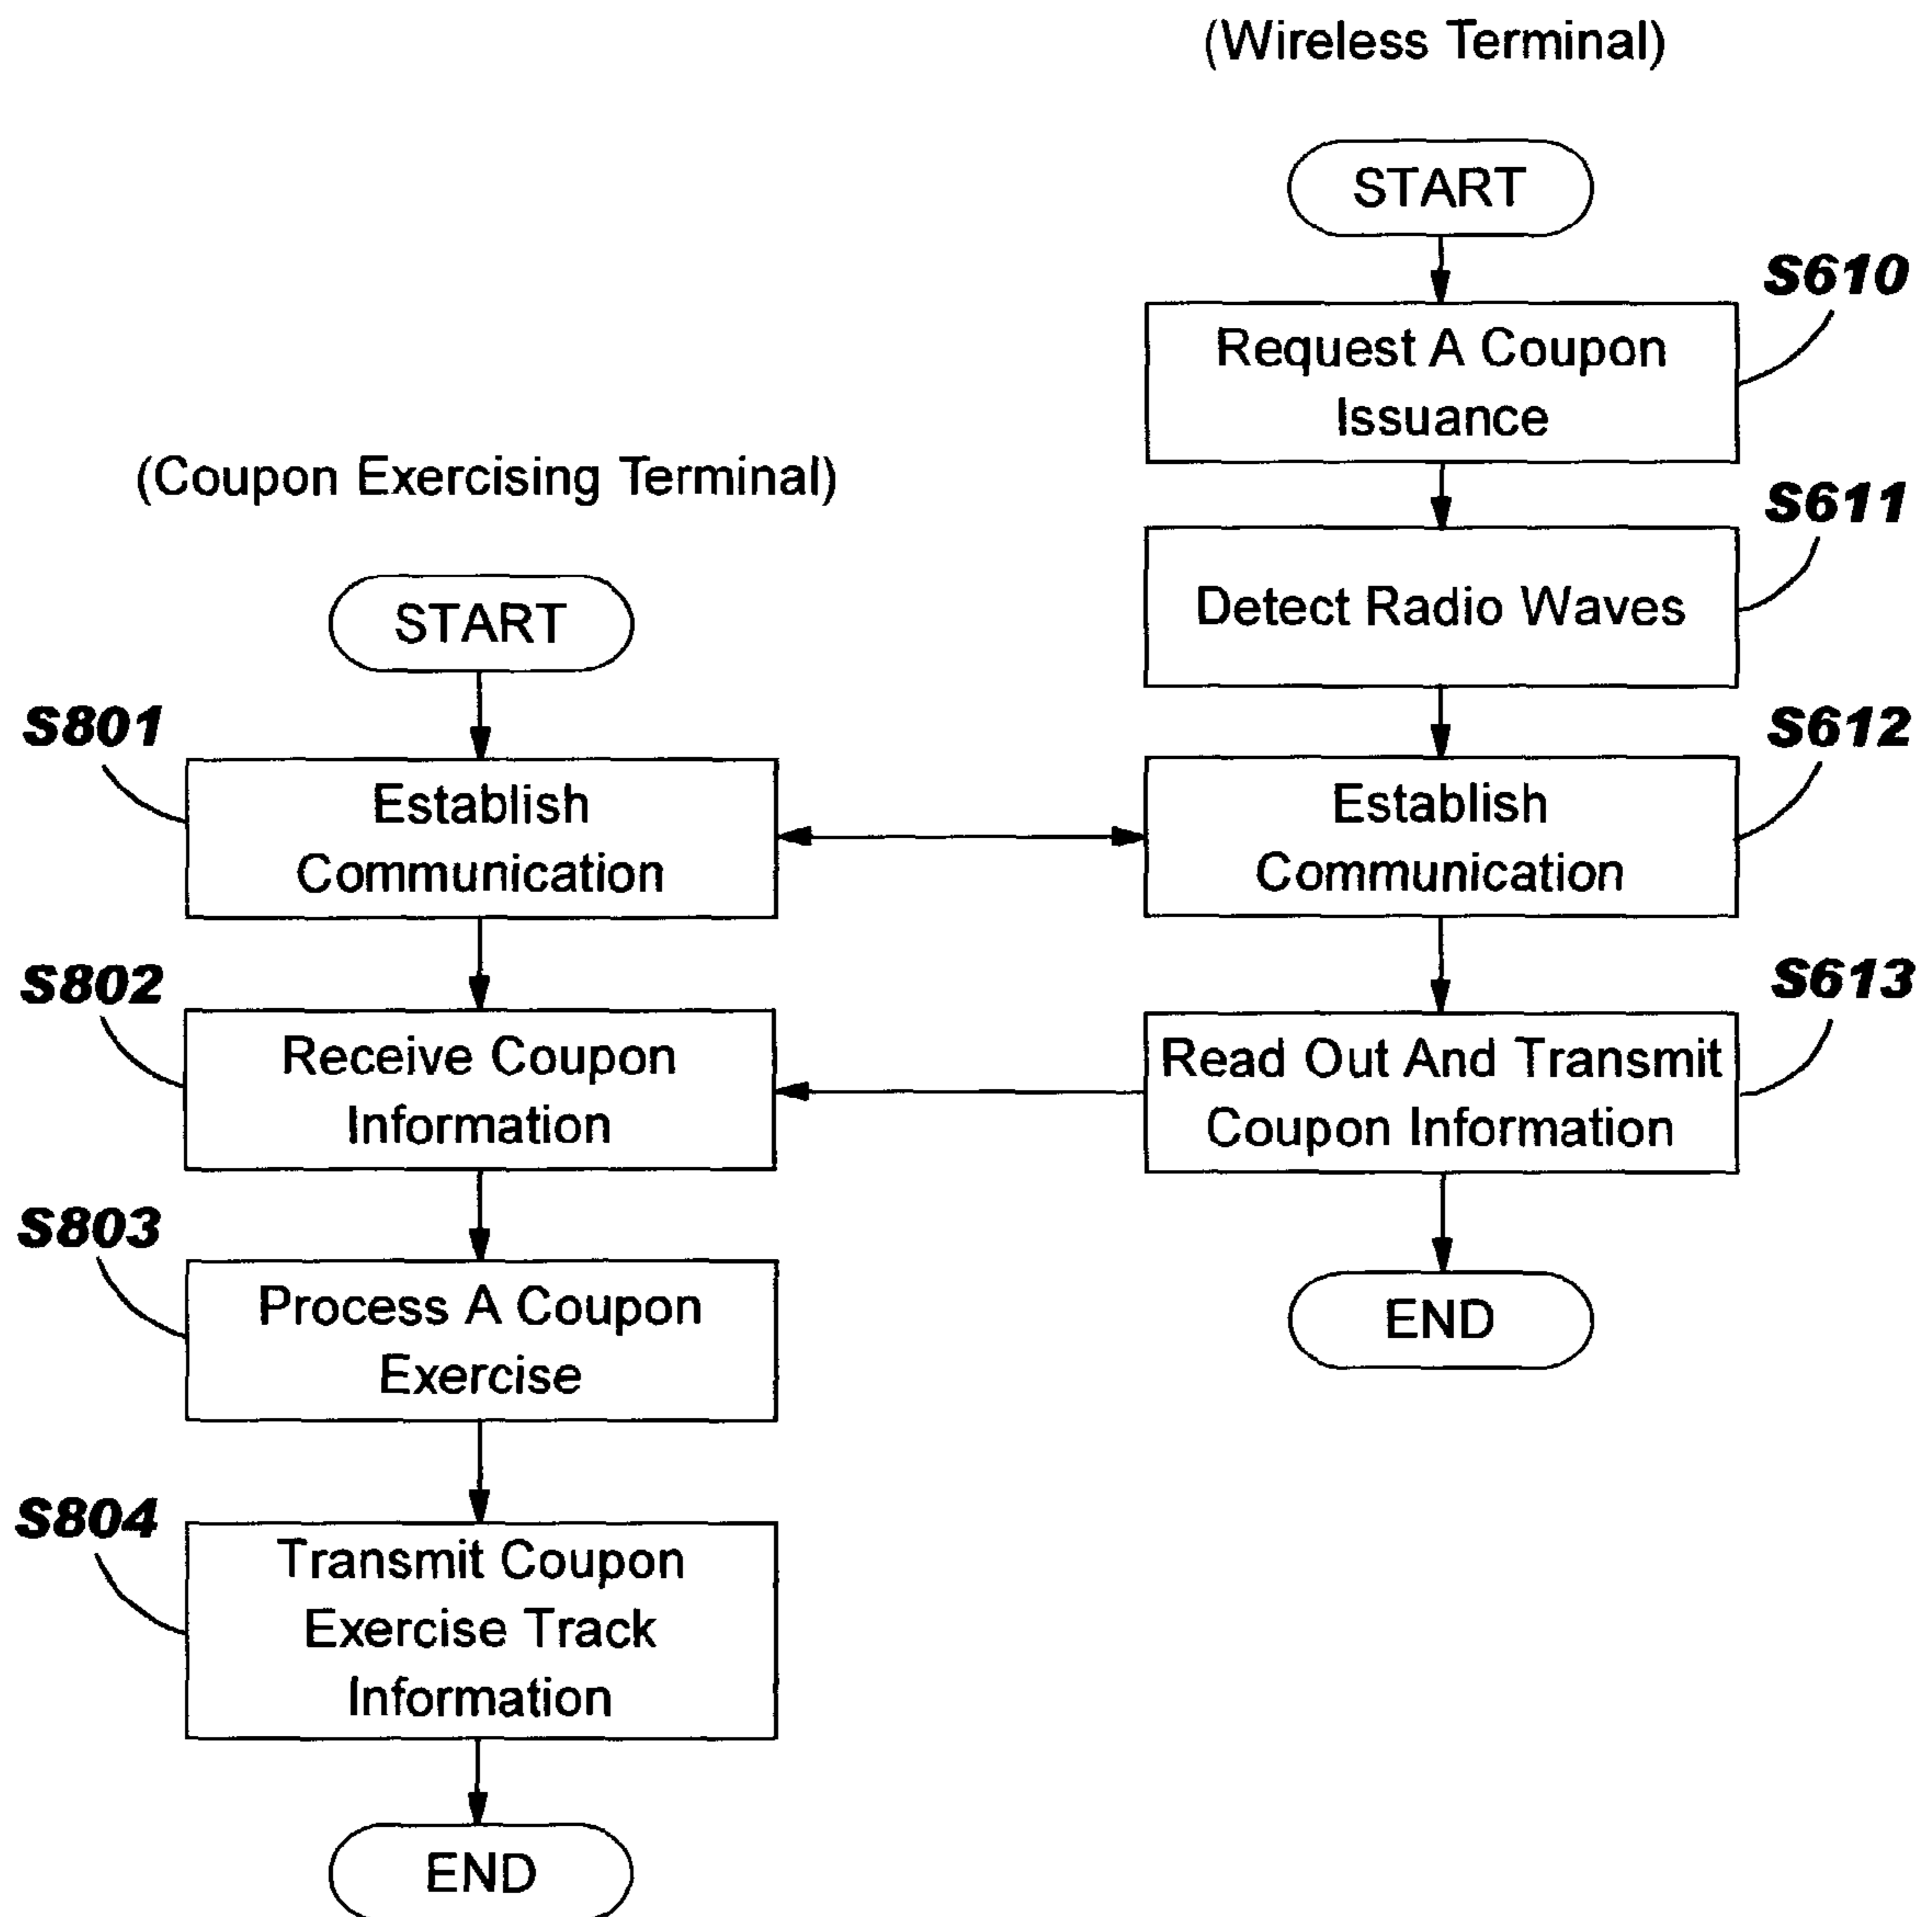 (Wireless Terminal)
START
S610
Request A Coupon
Issuance
S611
Detect Radio Waves
S612
Establish
Communication
S613
Read Out And Transmit
Coupon Information
END
(Coupon Exercising Terminal)
START
S801
Establish
Communication
S802
Receive Coupon
Information
S803
Process A Coupon
Exercise
S804
Transmit Coupon
Exercise Track
Information
END